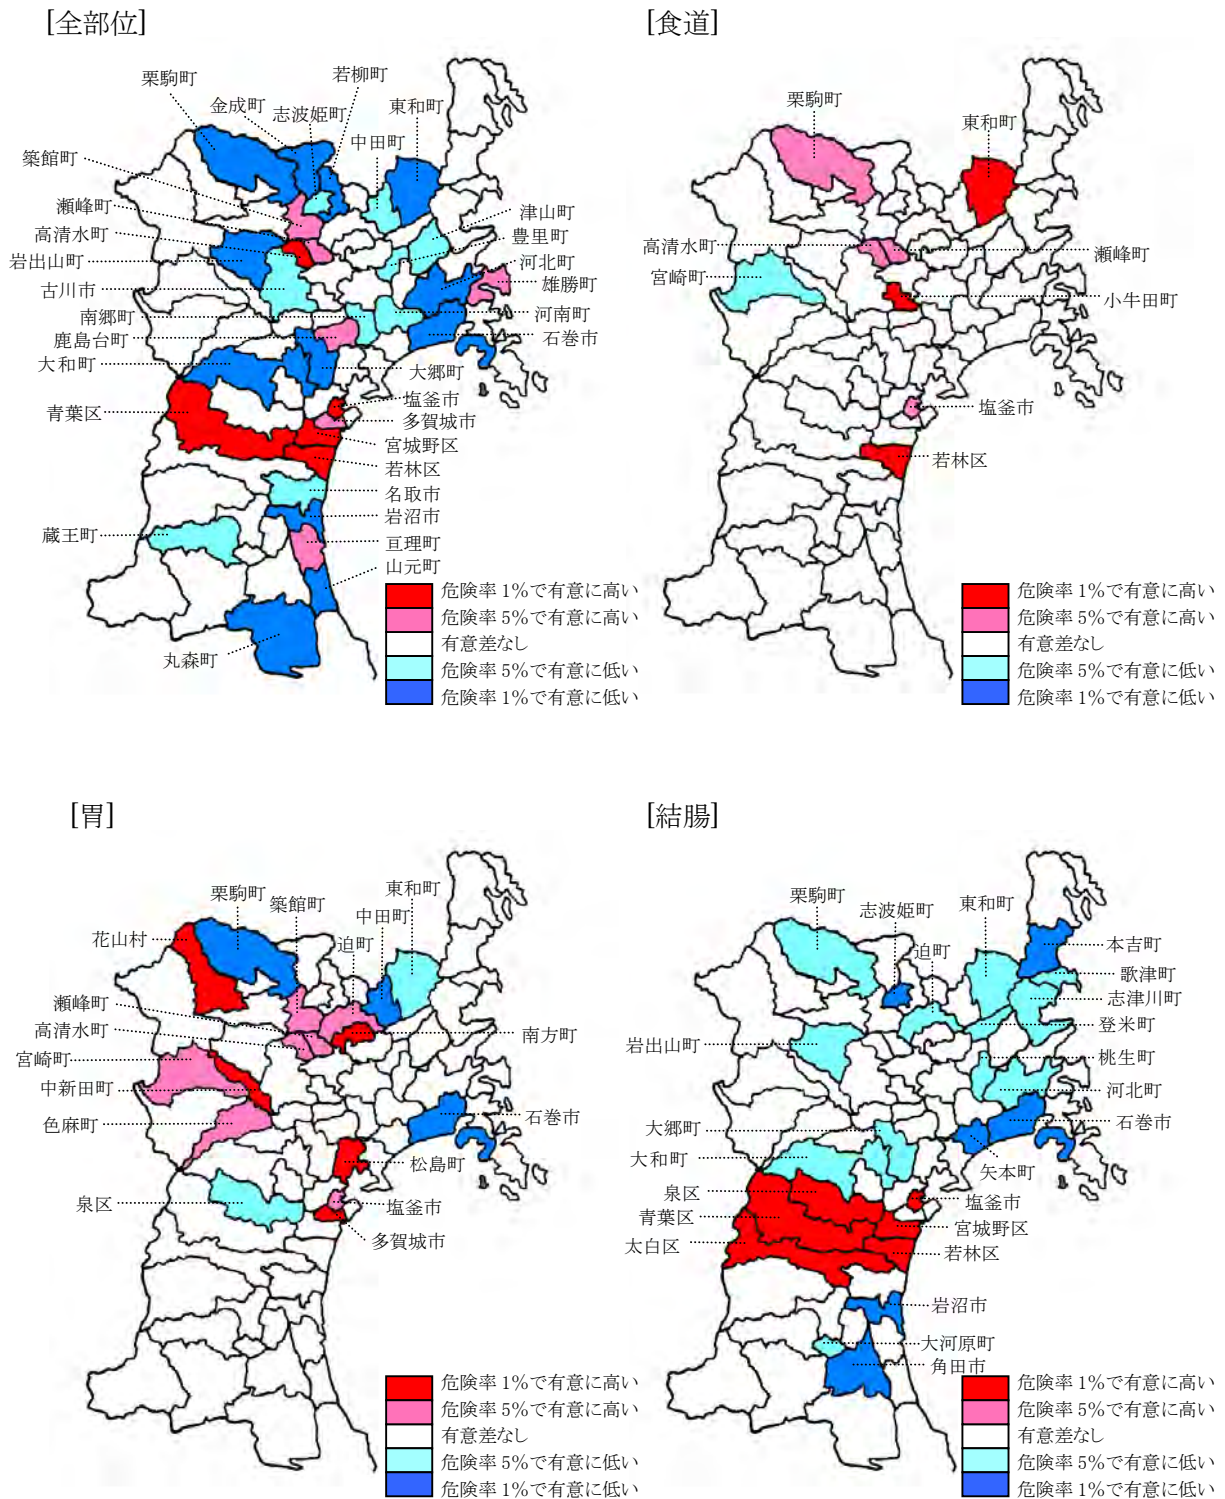 [全部位]
栗駒町
若柳町
金成町
志波姫町
東和町
中田町
築館町
瀬峰町
高清水町
岩出山町
古川市
南郷町
鹿島台町
大和町
青葉区
津山町
豊里町
河北町
雄勝町
河南町
石巻市
大郷町
塩釜市
多賀城市
宮城野区
若林区
名取市
岩沼市
蔵王町
亘理町
山元町
丸森町
危険率 1%で有意に高い
危険率 5%で有意に高い
有意差なし
危険率 5%で有意に低い
危険率 1%で有意に低い
[食道]
栗駒町
東和町
高清水町
瀬峰町
宮崎町
小牛田町
塩釜市
若林区
危険率 1%で有意に高い
危険率 5%で有意に高い
有意差なし
危険率 5%で有意に低い
危険率 1%で有意に低い
[胃]
栗駒町
築館町
東和町
中田町
迫町
花山村
瀬峰町
高清水町
宮崎町
中新田町
色麻町
南方町
石巻市
松島町
泉区
塩釜市
多賀城市
危険率 1%で有意に高い
危険率 5%で有意に高い
有意差なし
危険率 5%で有意に低い
危険率 1%で有意に低い
[結腸]
栗駒町
志波姫町
東和町
迫町
本吉町
歌津町
志津川町
登米町
岩出山町
桃生町
河北町
石巻市
大郷町
大和町
矢本町
泉区
塩釜市
青葉区
宮城野区
太白区
若林区
岩沼市
大河原町
角田市
危険率 1%で有意に高い
危険率 5%で有意に高い
有意差なし
危険率 5%で有意に低い
危険率 1%で有意に低い